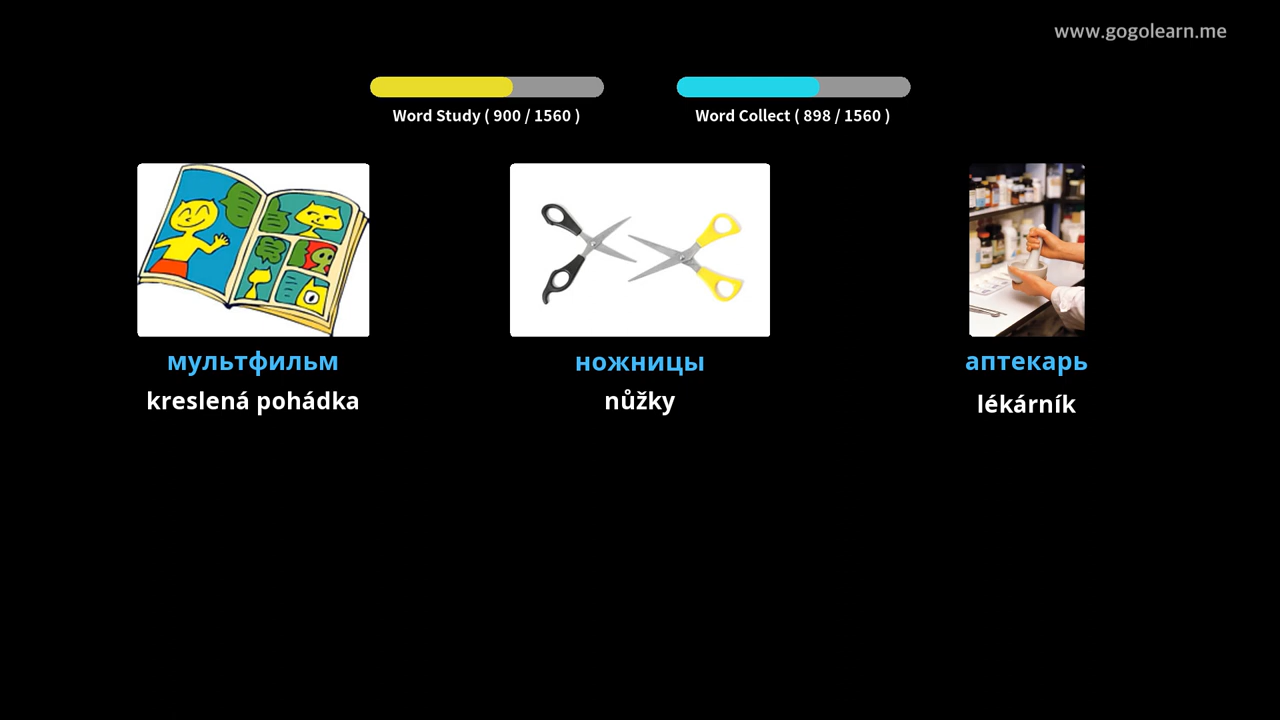 www.gogolearn.me
Word Study ( 900 / 1560 )
Word Collect ( 898 / 1560 )
мультфильм
ножницы
аптекарь
kreslená pohádka
nůžky
lékárník